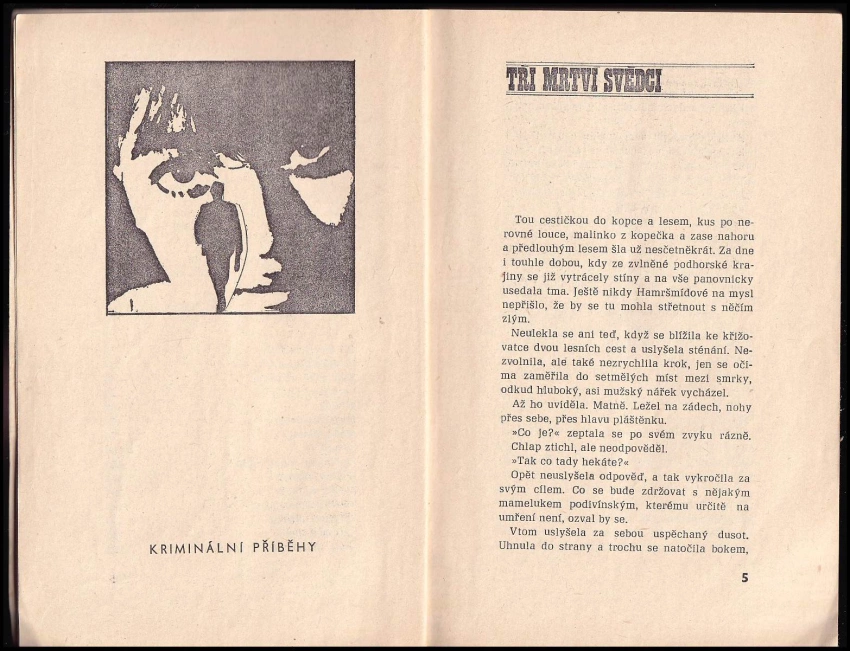 KRIMINÁLNÍ PŘÍBĚHY
TŘI MRTVÍ SVĚDCI
Tou cestičkou do kopce a lesem, kus po ne-
rovné louce, malinko z kopečka a zase nahoru
a předlouhým lesem šla už nesčetněkrát. Za dne
i touhle dobou, kdy ze zvlněné podhorské kra-
jiny se již vytrácely stíny a na vše panovnicky
usedala tma. Ještě nikdy Hamršmídové na mysl
nepřišlo, že by se tu mohla střetnout s něčím
zlým.
Neulekla se ani teď, když se blížila ke křižo-
vatce dvou lesních cest a uslyšela sténání. Ne-
zvolnila, ale také nezrychlila krok, jen se oči-
ma zaměřila do setmělých míst mezi smrky,
odkud hluboký, asi mužský nářek vycházel.
Až ho uviděla. Matně. Ležel na zádech, nohy
přes sebe, přes hlavu pláštěnku.
»Co je?« zeptala se po svém zvyku rázně.
Chlap ztichl, ale neodpověděl.
»Tak co tady hekáte?«
Opět neuslyšela odpověď, a tak vykročila za
svým cílem. Co se bude zdržovat s nějakým
mamelukem podivínským, kterému určitě na
umření není, ozval by se.
Vtom uslyšela za sebou uspěchaný dusot.
Uhnula do strany a trochu se natočila bokem,
5